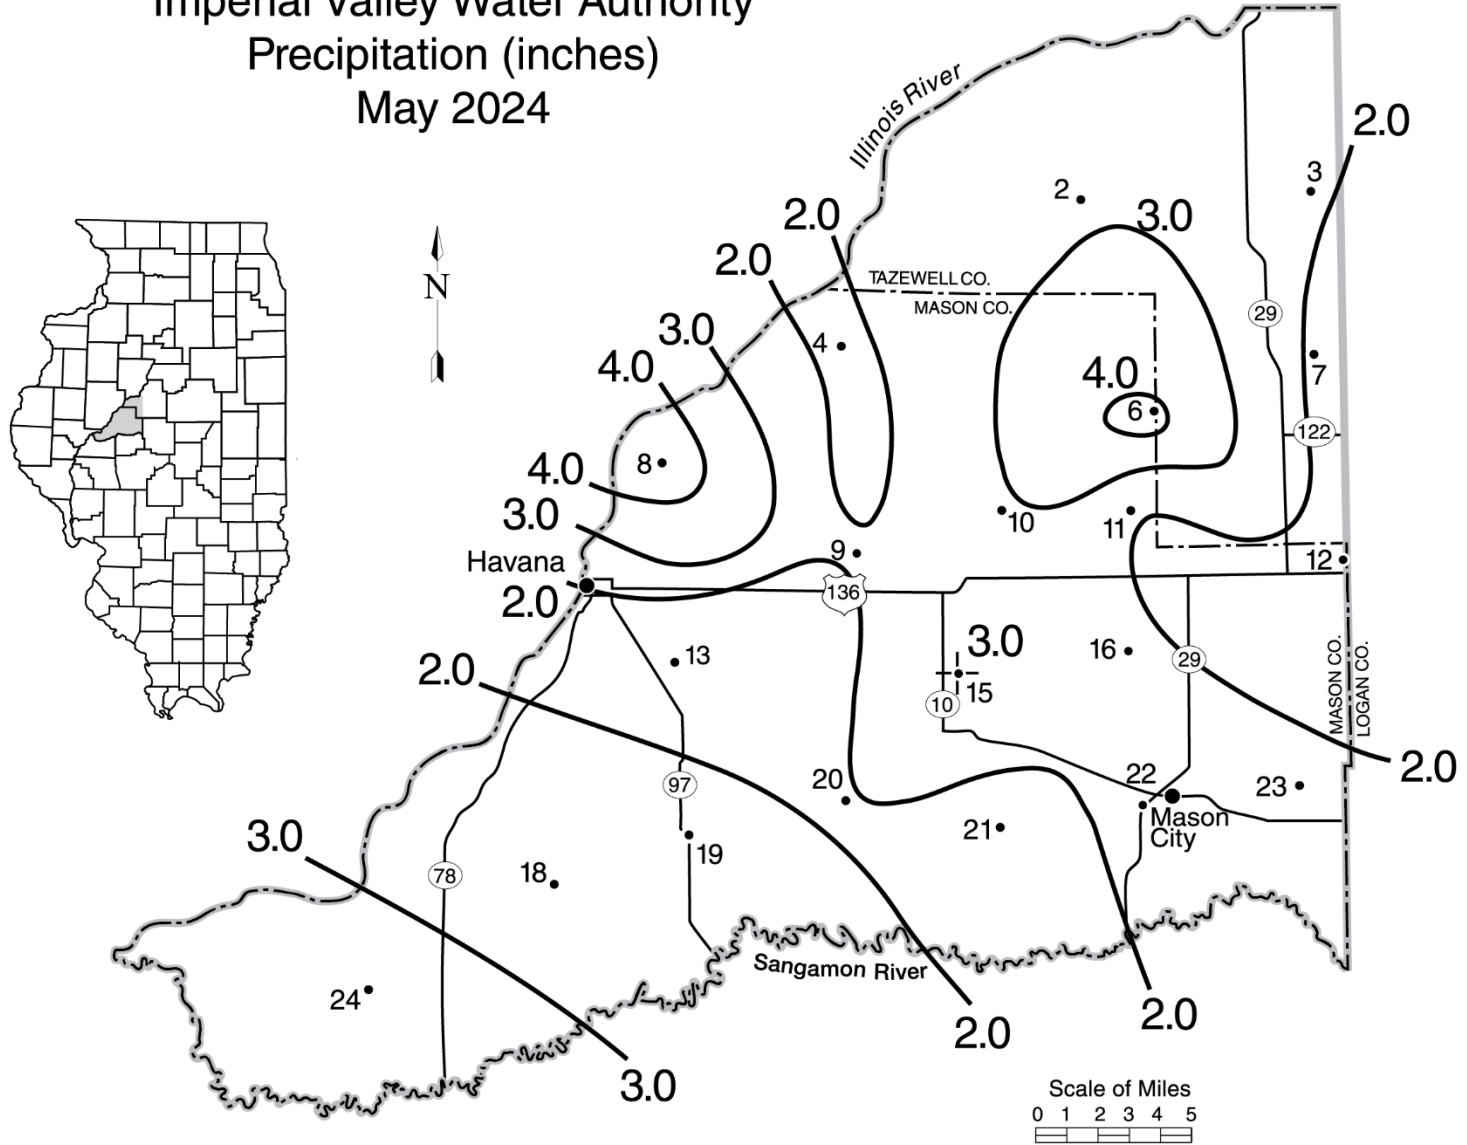 Imperial Valley Water Authority
Precipitation (inches)
May 2024
Illinois River
2.0
3
2
3.0
2.0
2.0
TAZEWELL CO.
MASON CO.
29
3.0
4
4.0
4.0
7
6
122
8
4.0
3.0
10
11
9
12
Havana
2.0
136
3.0
13
16
29
MASON CO.
LOGAN CO.
2.0
15
10
2.0
22
20
97
23
Mason
City
21
3.0
19
18
78
Sangamon River
24
2.0
2.0
3.0
N
Scale of Miles
0 1 2 3 4 5